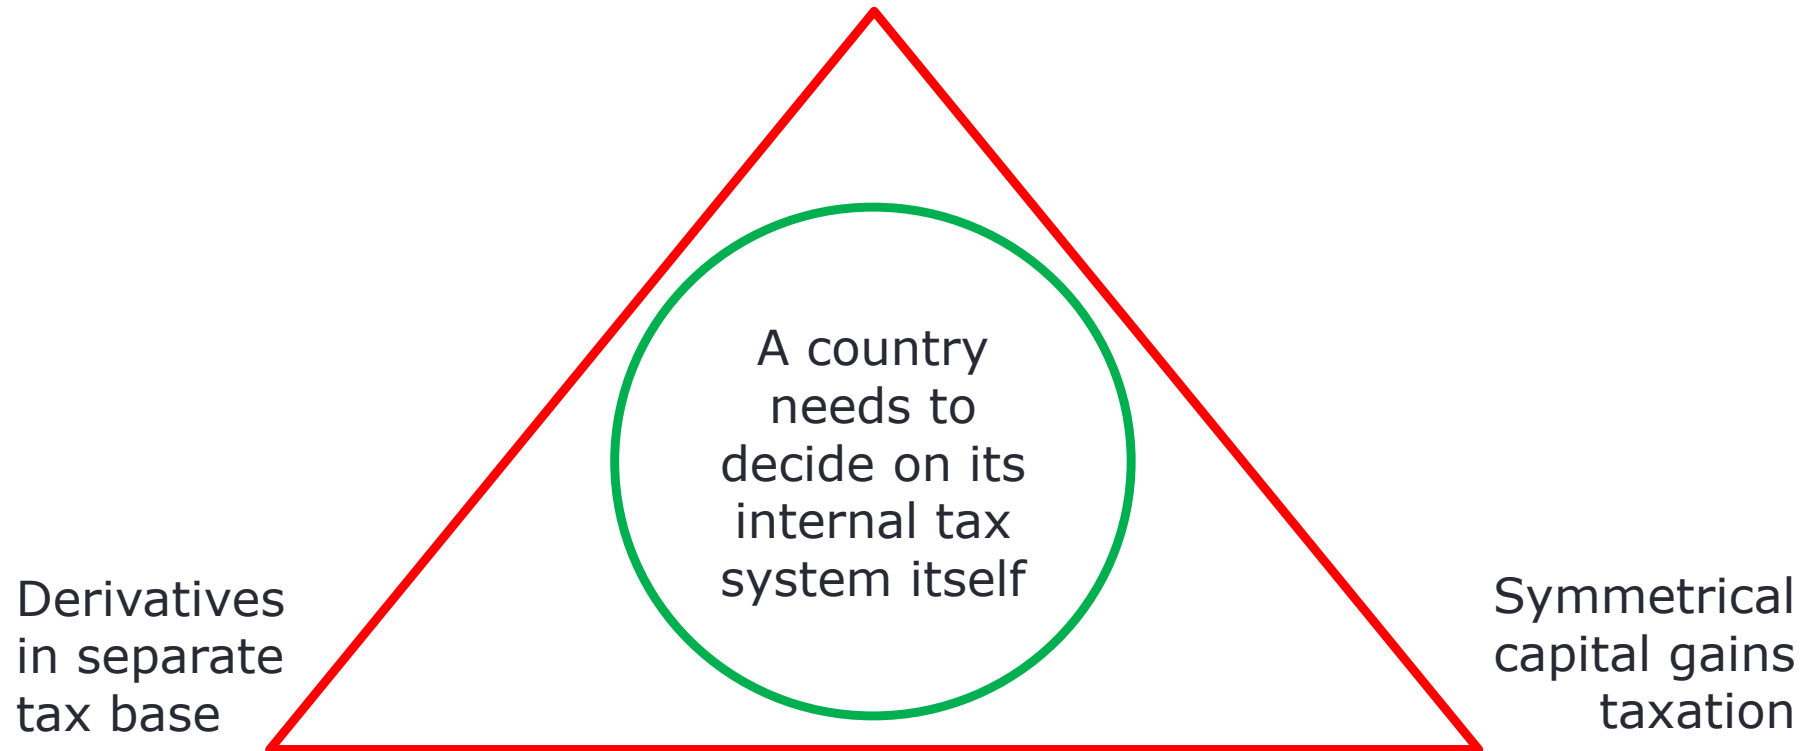 A country
needs to
decide on its
internal tax
system itself
Derivatives
in separate
tax base
Symmetrical
capital gains
taxation